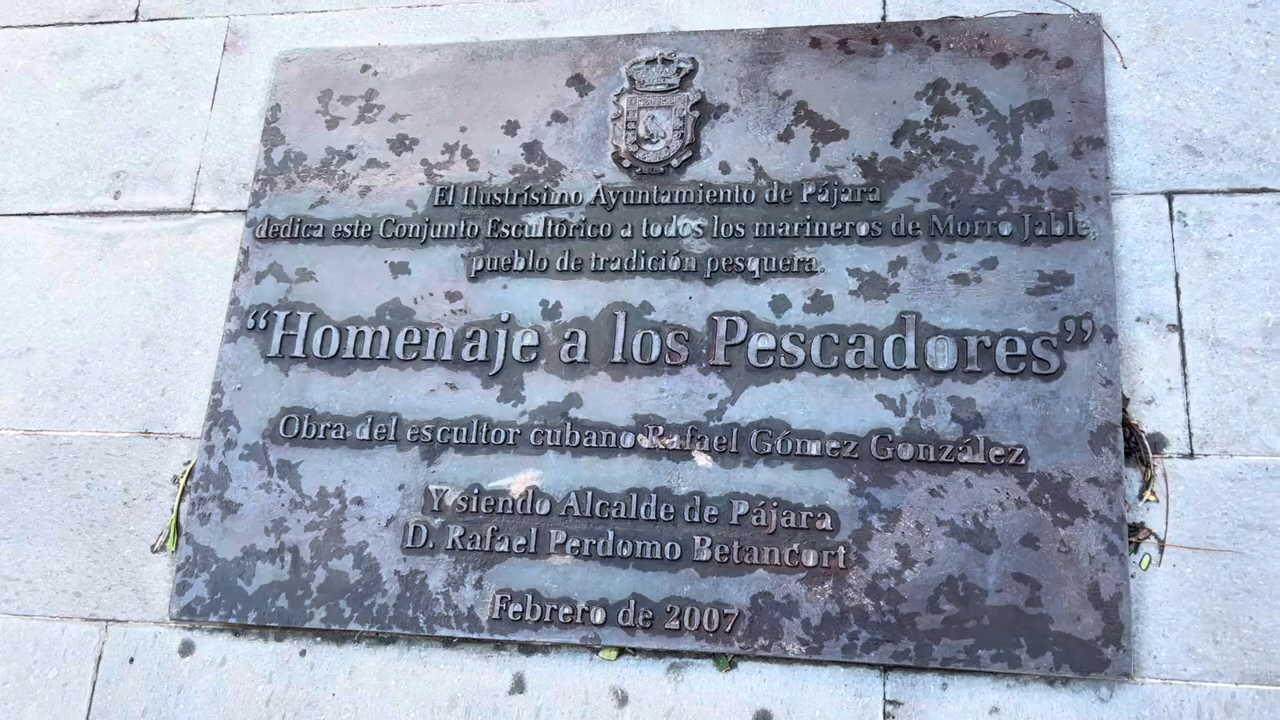 El Ilustrísimo Ayuntamiento de Pájara
dedica este Conjunto Escultórico a todos los marineros de Morro Jable,
pueblo de tradición pesquera.
“Homenaje a los Pescadores”
Obra del escultor cubano Rafael Gómez González
Y siendo Alcalde de Pájara
D. Rafael Perdomo Betancort
Febrero de 2007